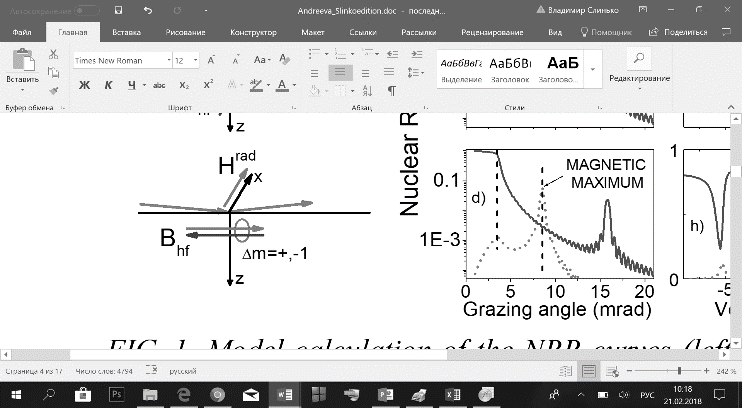 Автосохранение
Andreeva_Slinkoedition.doc - последн...
Владимир Слинько
Файл Главная Вставка Рисование Конструктор Макет Ссылки Рассылки Рецензирование Вид Помощник Поделиться
Вставить
Times New Roman 12
Aa
Ж К Ч abc x₂ x²
АаБбВвГг АаБбВı АаБ
Выделение Заголовок Заголово...
Редактирование
Буфер обмена Шрифт Абзац Стили
z
H rad
x
B hf
Δm=+,-1
z
Nuclear R
0.1
1E-3
d)
MAGNETIC
MAXIMUM
0 5 10 15 20
Grazing angle (mrad)
1
0
h)
-5
Ve
FIG. 1. Model calculation of the NRR curves (left
Страница 4 из 17 Число слов: 4794 русский 242 %
РУС
10:18
21.02.2018